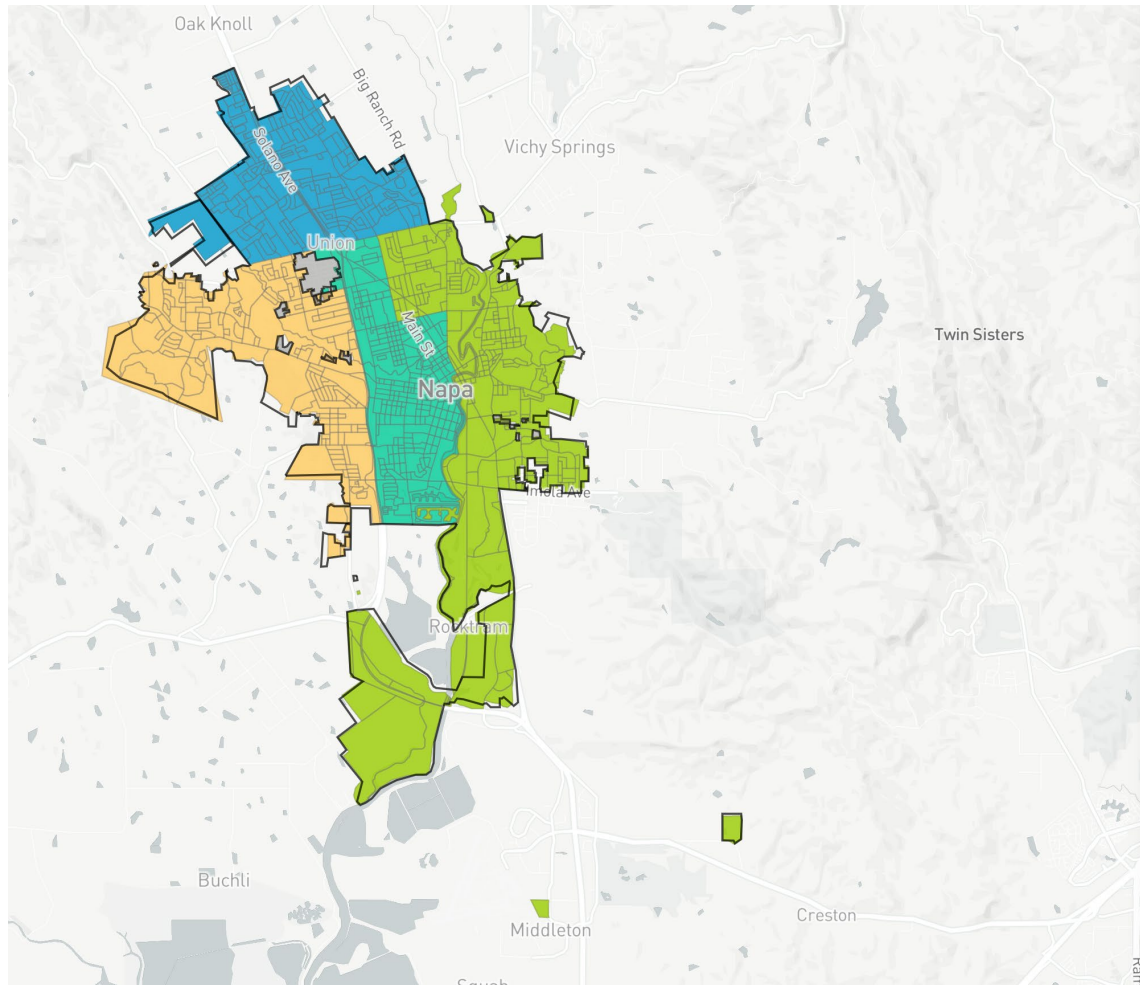 Oak Knoll
Big Ranch Rd
Solano Ave
Vichy Springs
Union
Main St
Twin Sisters
Napa
Imola Ave
Rocktram
Buchli
Middleton
Creston